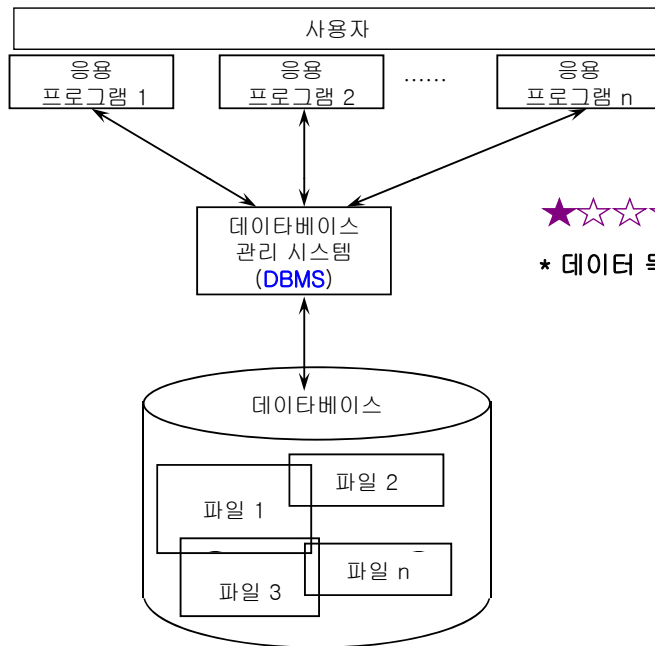 사용자
응용
프로그램 1
응용
프로그램 2
......
응용
프로그램 n
데이타베이스
관리 시스템
(DBMS)
★☆☆
* 데이터
데이타베이스
파일 1
파일 2
파일 3
파일 n